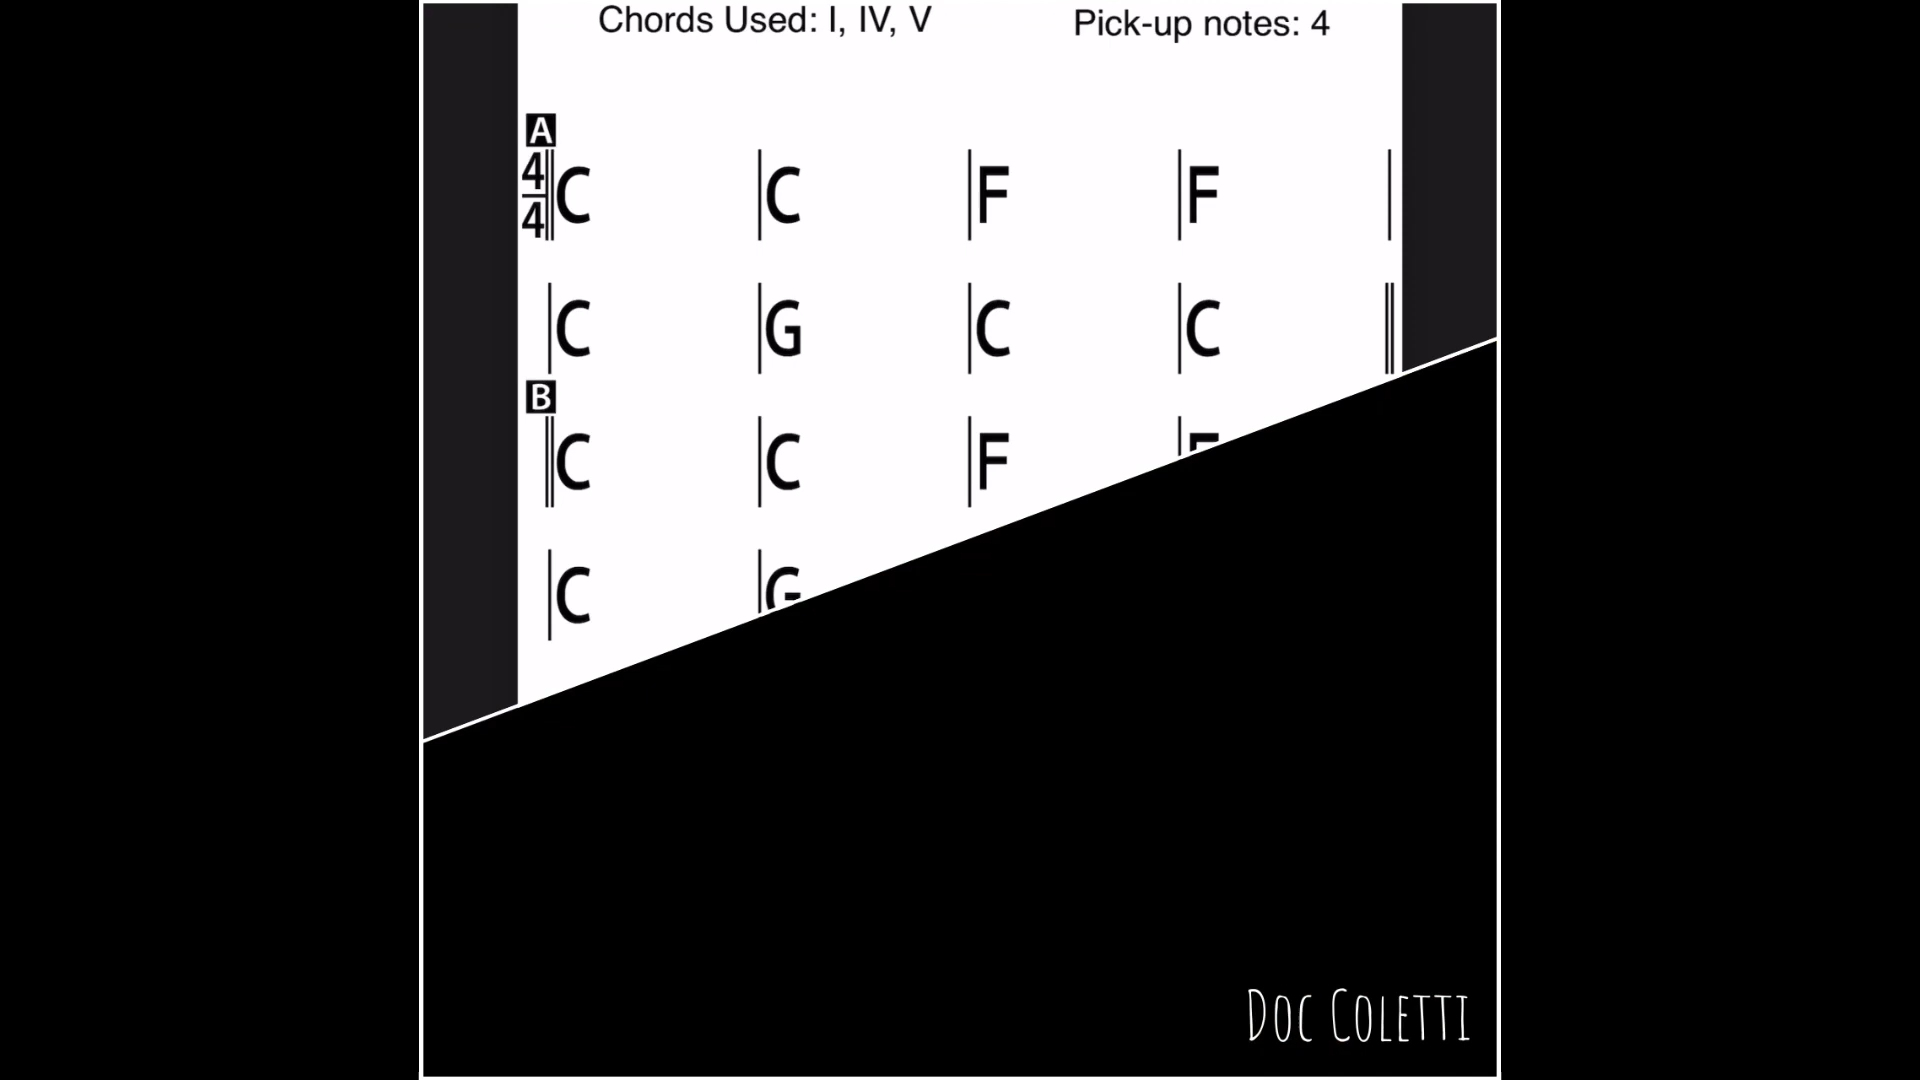 Chords Used: I, IV, V
Pick-up notes: 4
A
4/4 C C F F
C G C C
B
C C F F
C G
Doc Coletti